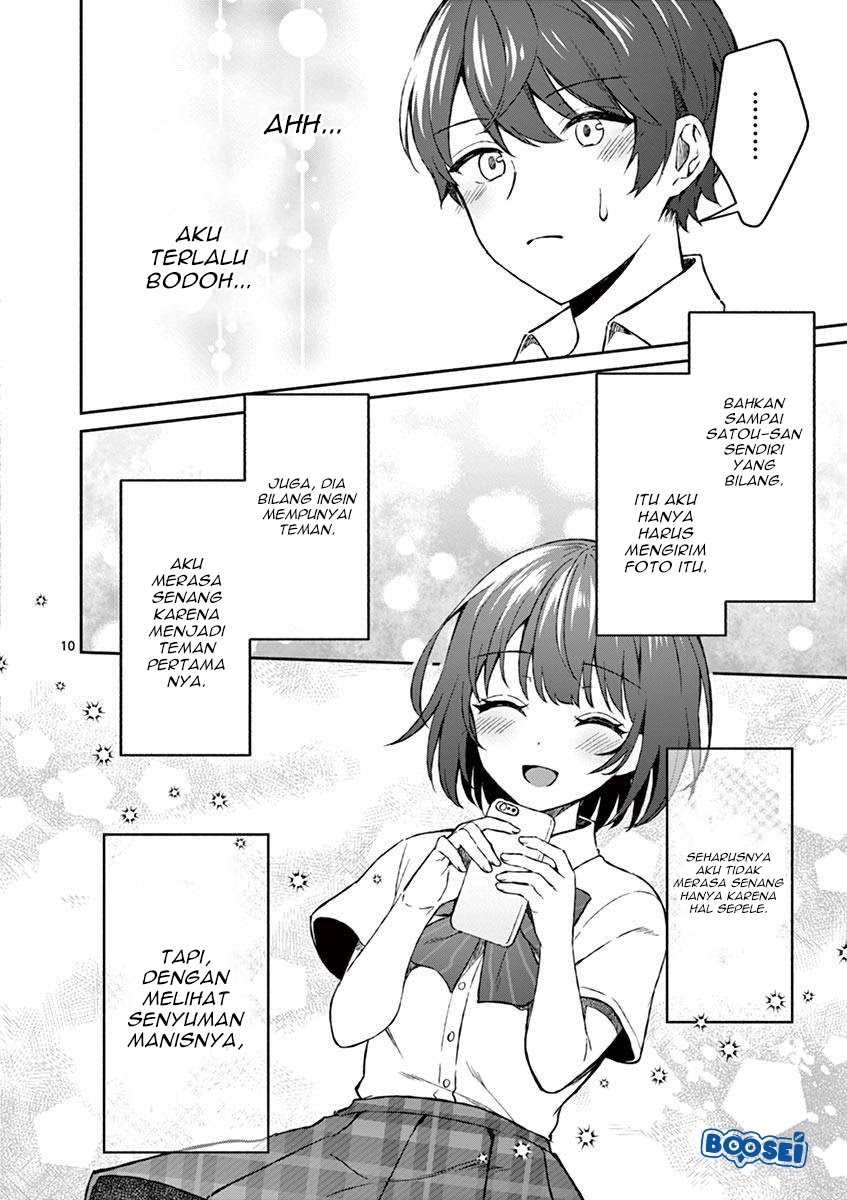 ..........
AHH...
AKU
TERLALU
BODOH...
BAHKAN
SAMPAI
SATOU-SAN
SENDIRI
YANG
BILANG.
ITU AKU
HANYA
HARUS
MENGIRIM
FOTO ITU.
JUGA, DIA
BILANG INGIN
MEMPUNYAI
TEMAN.
AKU
MERASA
SENANG
KARENA
MENJADI
TEMAN
PERTAMA
NYA.
10
SEHARUSNYA
AKU TIDAK
MERASA SENANG
HANYA KARENA
HAL SEPELE.
TAPI,
DENGAN
MELIHAT
SENYUMAN
MANISNYA,
BOOSEI